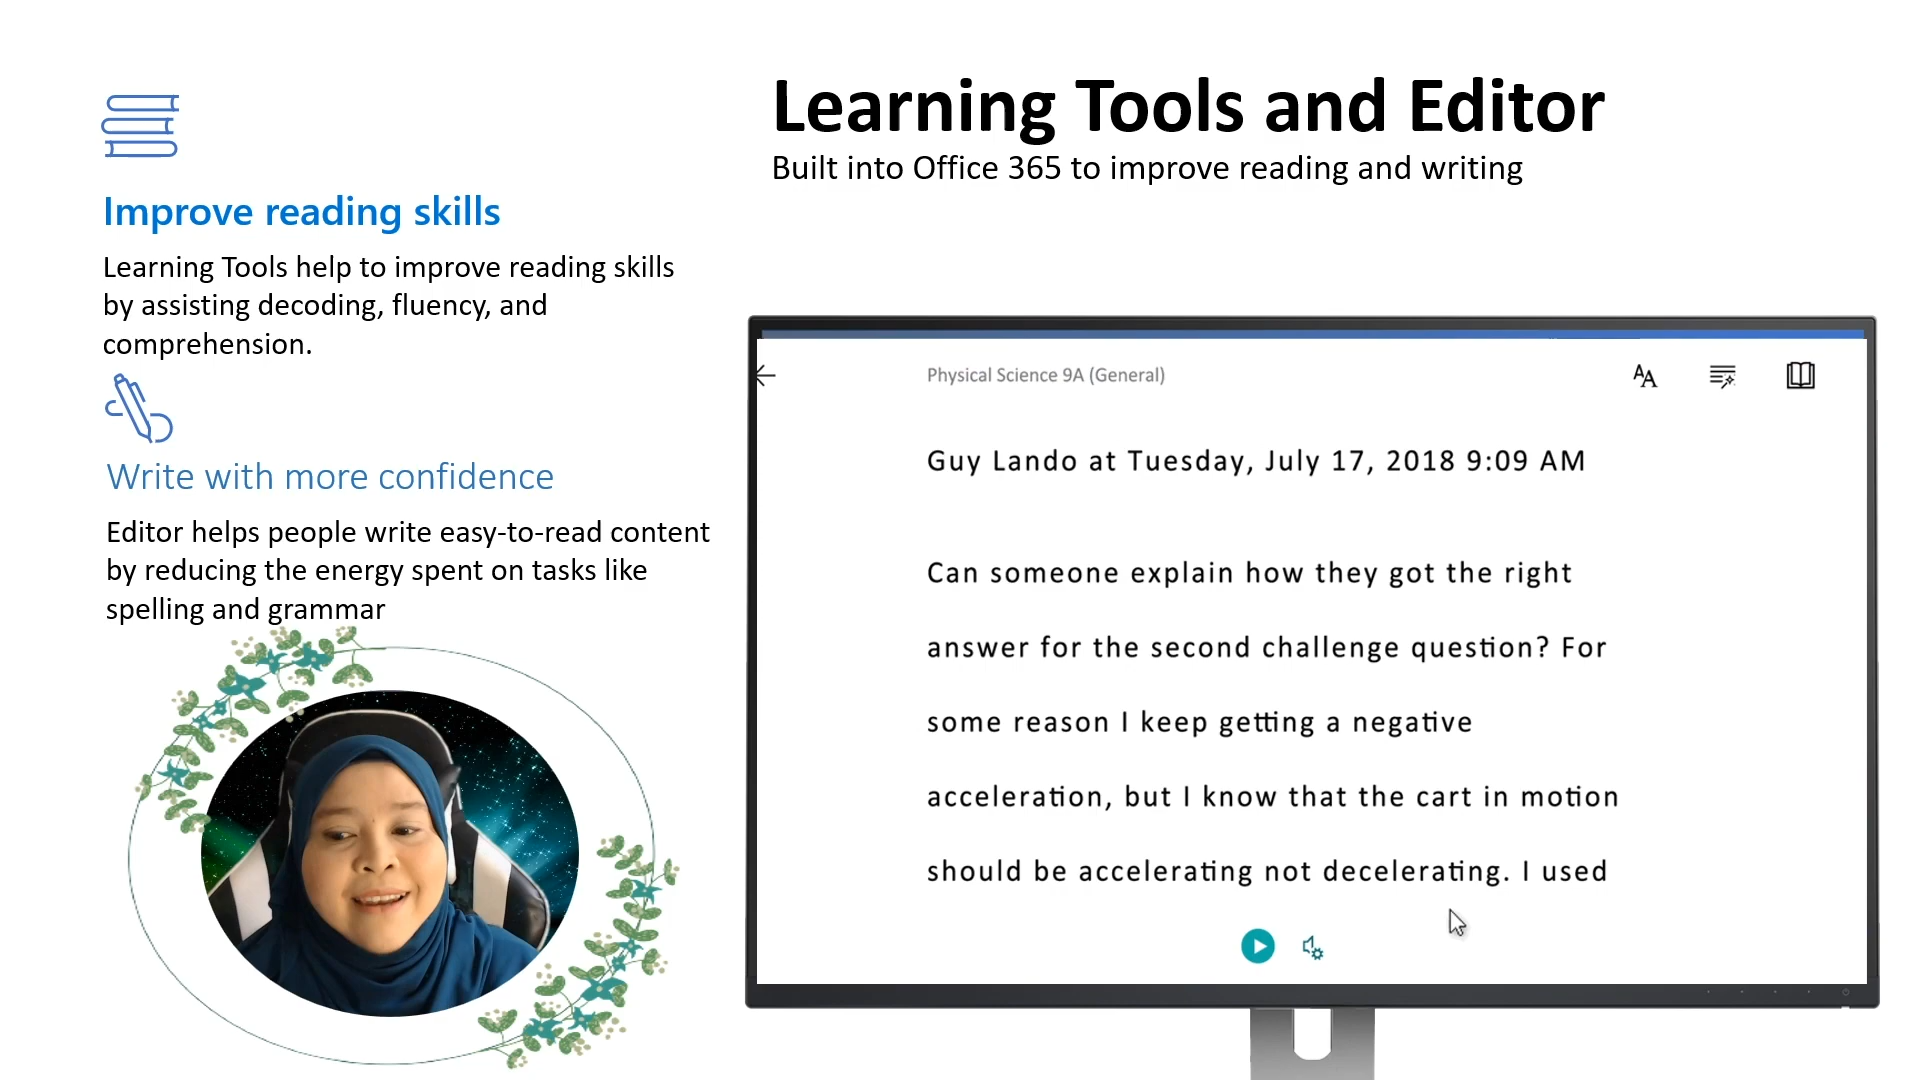 Learning Tools and Editor
Built into Office 365 to improve reading and writing
Improve reading skills
Learning Tools help to improve reading skills
by assisting decoding, fluency, and
comprehension.
Write with more confidence
Editor helps people write easy-to-read content
by reducing the energy spent on tasks like
spelling and grammar
Physical Science 9A (General)
Guy Lando at Tuesday, July 17, 2018 9:09 AM
Can someone explain how they got the right
answer for the second challenge question? For
some reason I keep getting a negative
acceleration, but I know that the cart in motion
should be accelerating not decelerating. I used